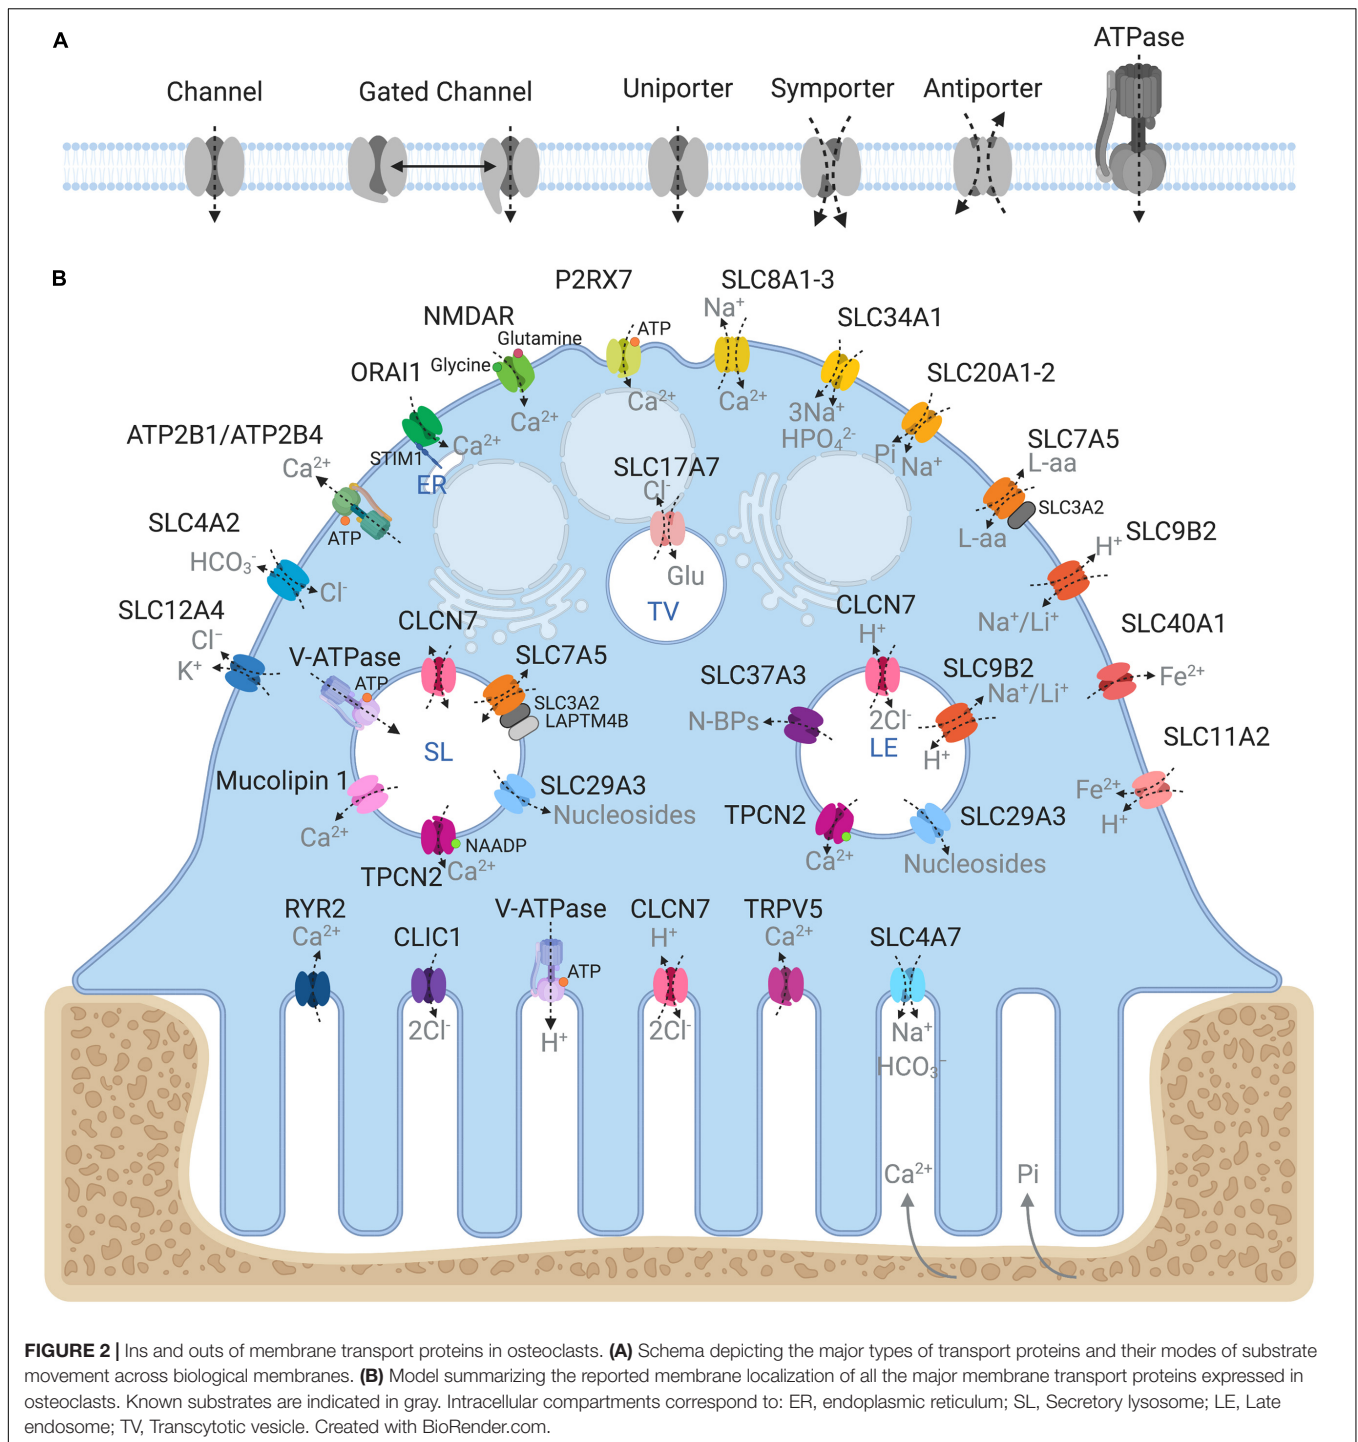 A
Channel
Gated Channel
Uniporter
Symporter
Antiporter
ATPase
B
P2RX7
SLC8A1-3
Na⁺
NMDAR
Glutamine
ATP
SLC34A1
Glycine
ORAI1
Ca²⁺
Ca²⁺
Ca²⁺
3Na⁺
HPO₄²⁻
SLC20A1-2
ATP2B1/ATP2B4
Ca²⁺
Ca²⁺
STIM1
ER
Pi
Na⁺
SLC7A5
L-aa
SLC17A7
Cl⁻
SLC3A2
SLC4A2
ATP
L-aa
HCO₃⁻
Cl⁻
Glu
TV
H⁺
SLC9B2
Na⁺/Li⁺
SLC12A4
Cl⁻
K⁺
CLCN7
CLCN7
H⁺
SLC40A1
Fe²⁺
V-ATPase
ATP
SLC7A5
SLC3A2
LAPTM4B
SL
SLC37A3
N-BPs
SLC9B2
Na⁺/Li⁺
2Cl⁻
LE
H⁺
SLC11A2
Fe²⁺
H⁺
Mucolipin 1
Ca²⁺
SLC29A3
Nucleosides
NAADP
TPCN2
Ca²⁺
TPCN2
Ca²⁺
SLC29A3
Nucleosides
RYR2
Ca²⁺
CLIC1
2Cl⁻
V-ATPase
ATP
H⁺
CLCN7
H⁺
2Cl⁻
TRPV5
Ca²⁺
SLC4A7
Na⁺
HCO₃⁻
Ca²⁺
Pi
FIGURE 2 | Ins and outs of membrane transport proteins in osteoclasts. (A) Schema depicting the major types of transport proteins and their modes of substrate
movement across biological membranes. (B) Model summarizing the reported membrane localization of all the major membrane transport proteins expressed in
osteoclasts. Known substrates are indicated in gray. Intracellular compartments correspond to: ER, endoplasmic reticulum; SL, Secretory lysosome; LE, Late
endosome; TV, Transcytotic vesicle. Created with BioRender.com.